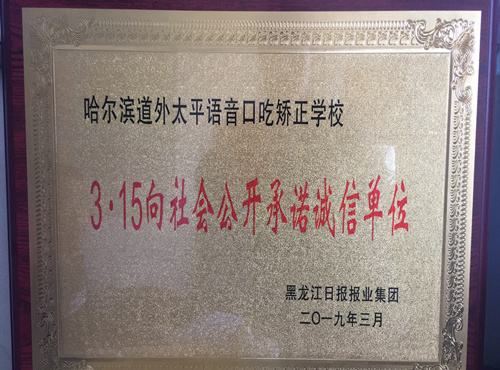 哈尔滨道外太平语音口吃矫正学校
3·15向社会公开承诺诚信单位
黑龙江日报报业集团
二〇一九年三月